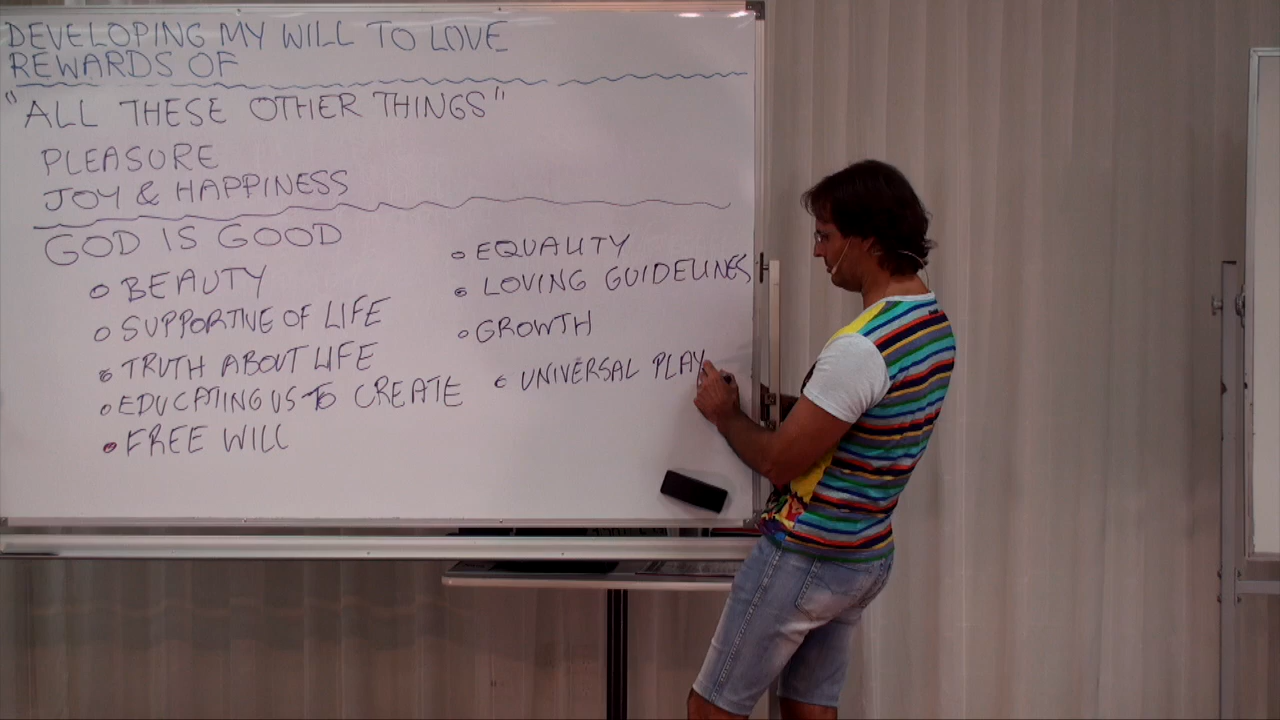 DEVELOPING MY WILL TO LOVE
REWARDS OF
"ALL THESE OTHER THINGS"
PLEASURE
JOY & HAPPINESS
GOD IS GOOD
BEAUTY
SUPPORTIVE OF LIFE
TRUTH ABOUT LIFE
EDUCATING US TO CREATE
FREE WILL
EQUALITY
LOVING GUIDELINES
GROWTH
UNIVERSAL PLAY